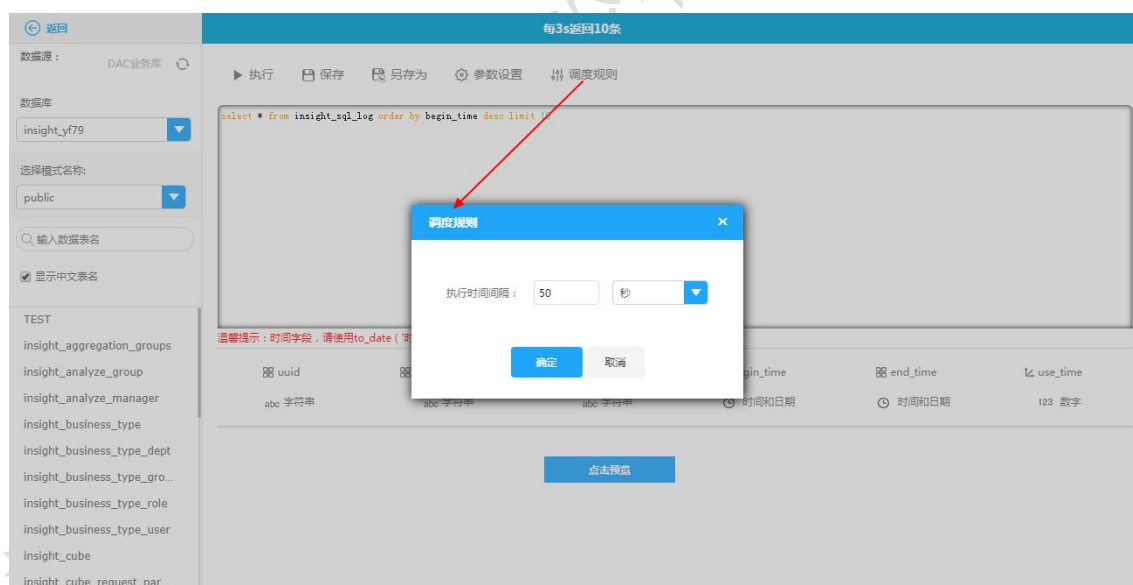 返回
每3s返回10条
数据源：
DAC业务库
执行
保存
另存为
参数设置
调度规则
数据库
insight_yf79
select * from insight_sql_log order by begin_time desc limit 10
选择模式名称:
public
输入数据表名
显示中文表名
调度规则
执行时间间隔：
50
秒
确定
取消
温馨提示：时间字段，请使用to_date ( '时
TEST
insight_aggregation_groups
insight_analyze_group
insight_analyze_manager
insight_business_type
insight_business_type_dept
insight_business_type_gro...
insight_business_type_role
insight_business_type_user
insight_cube
insight_cube_request_par
uuid
gin_time
end_time
use_time
abc 字符串
abc 字符串
abc 字符串
时间和日期
时间和日期
123 数字
点击预览